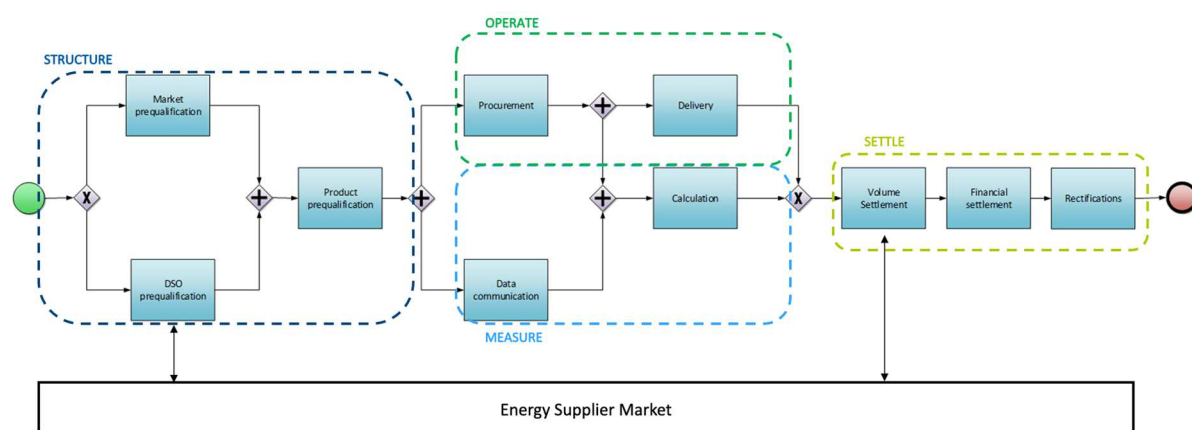 OPERATE
STRUCTURE
Market
prequalification
Procurement
Delivery
SETTLE
Product
prequalification
Calculation
Volume
Settlement
Financial
settlement
Rectifications
X
X
DSO
prequalification
Data
communication
MEASURE
Energy Supplier Market